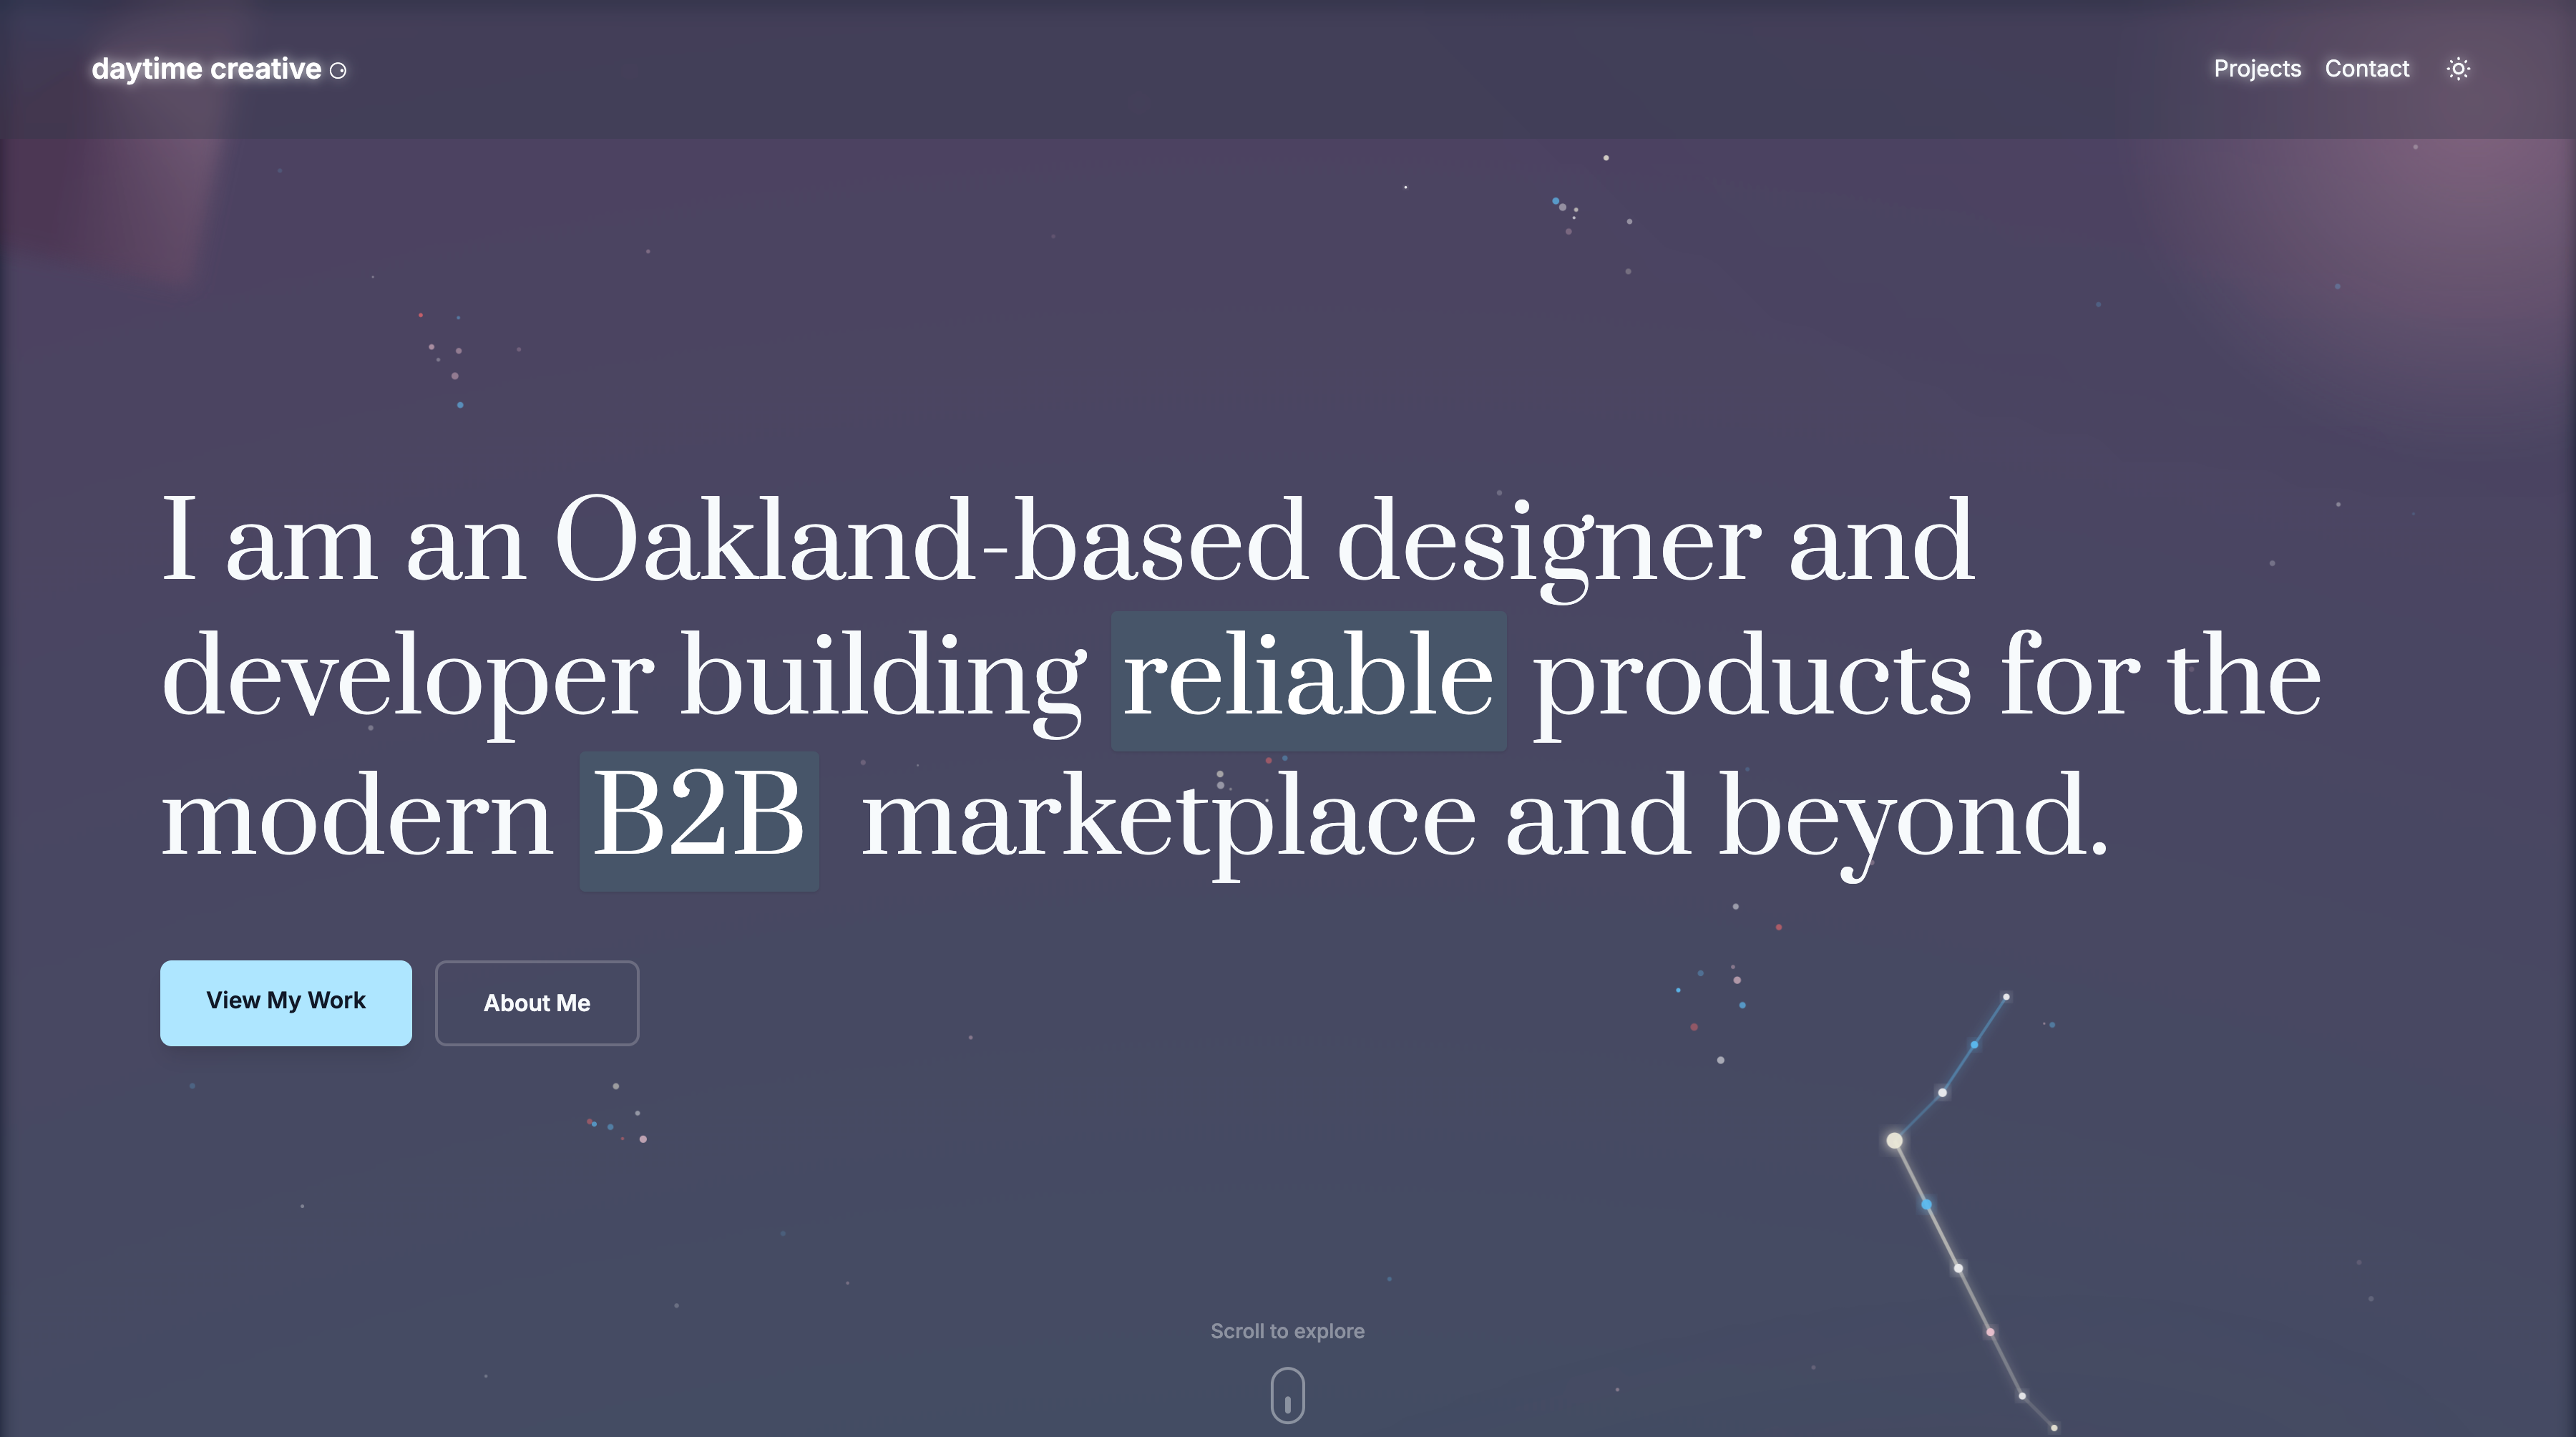 daytime creative
Projects Contact
I am an Oakland-based designer and
developer building reliable products for the
modern B2B marketplace and beyond.
View My Work
About Me
Scroll to explore